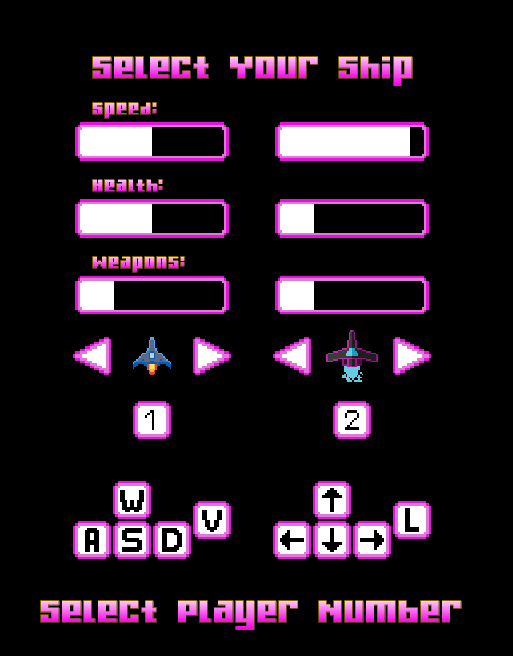 Select Your Ship
Speed:
Health:
Weapons:
1 2
W ↑
V L
A S D ← ↓ →
Select Player Number